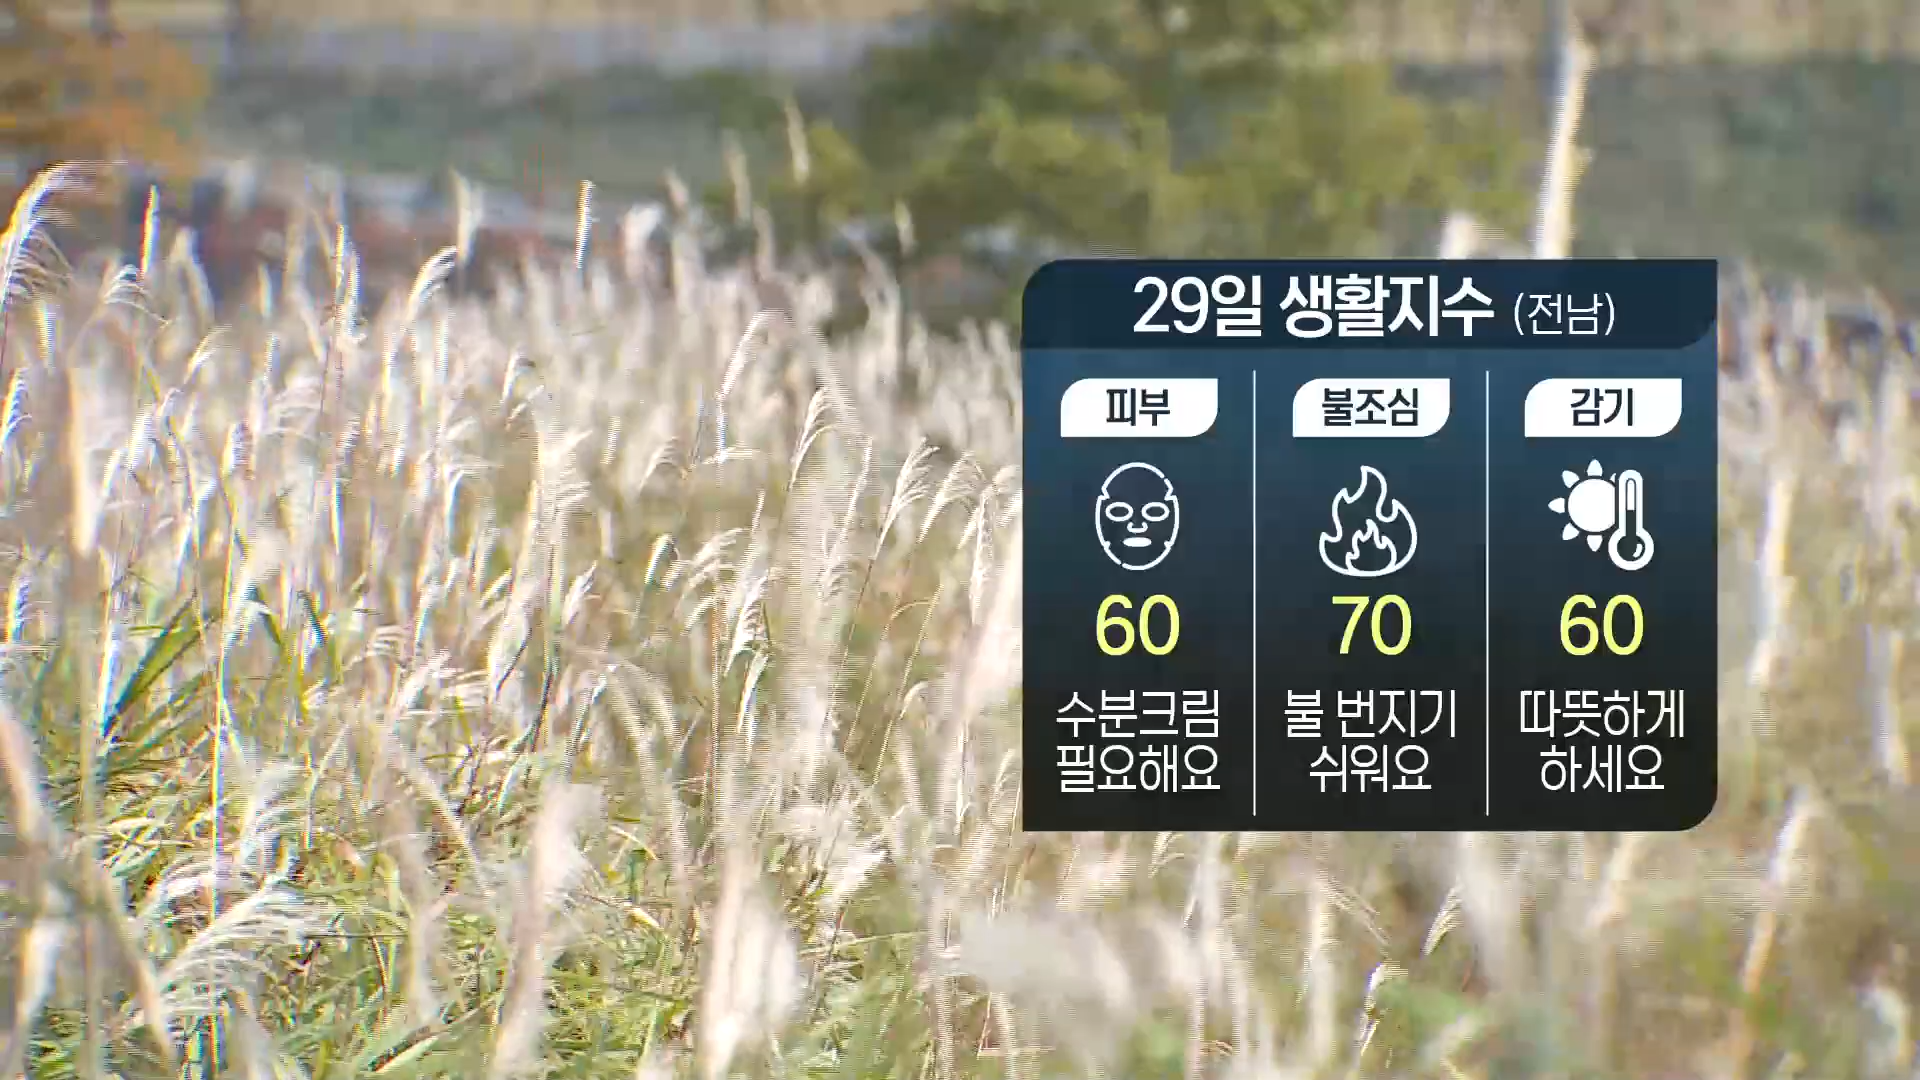 29일 생활지수 (전남)
피부 불조심 감기
60 70 60
수분크림 불 번지기 따뜻하게
필요해요 쉬워요 하세요